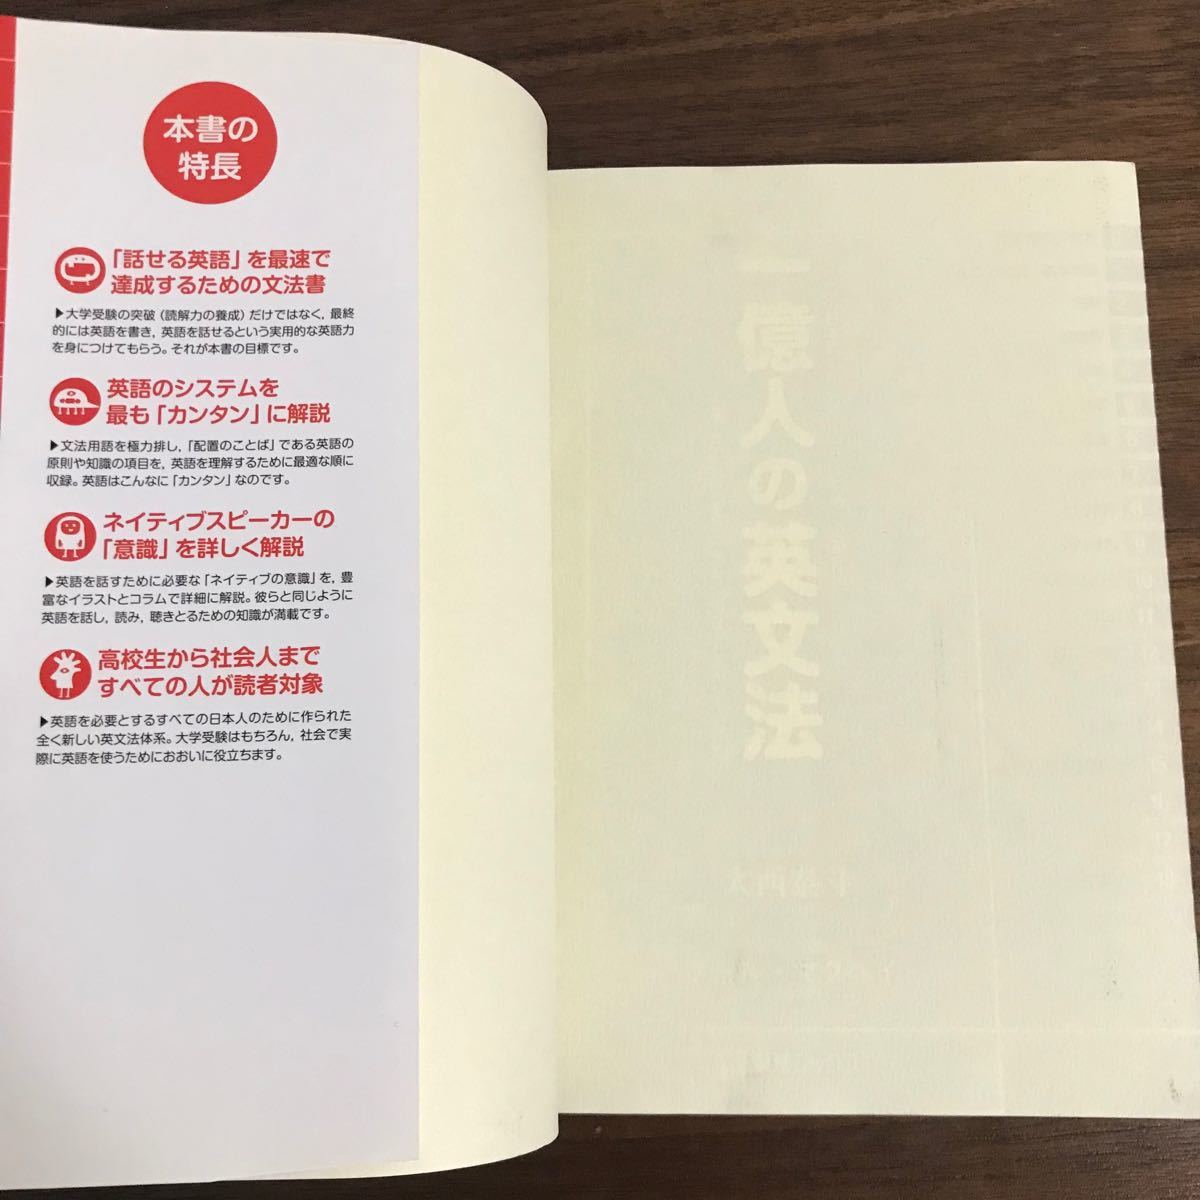 本書の
特長
「話せる英語」を最速で
達成するための文法書
▶大学受験の突破（読解力の養成）だけではなく，最終
的には英語を書き，英語を話せるという実用的な英語力
を身につけてもらう。それが本書の目標です。
英語のシステムを
最も「カンタン」に解説
▶文法用語を極力排し，「配置のことば」である英語の
原則や知識の項目を，英語を理解するために最適な順に
収録。英語はこんなに「カンタン」なのです。
ネイティブスピーカーの
「意識」を詳しく解説
▶英語を話すために必要な「ネイティブの意識」を，豊
富なイラストとコラムで詳細に解説。彼らと同じように
英語を話し，読み，聴きとるための知識が満載です。
高校生から社会人まで
すべての人が読者対象
▶英語を必要とするすべての日本人のために作られた
全く新しい英文法体系。大学受験はもちろん，社会で実
際に英語を使うためにおおいに役立ちます。
一億人の英文法